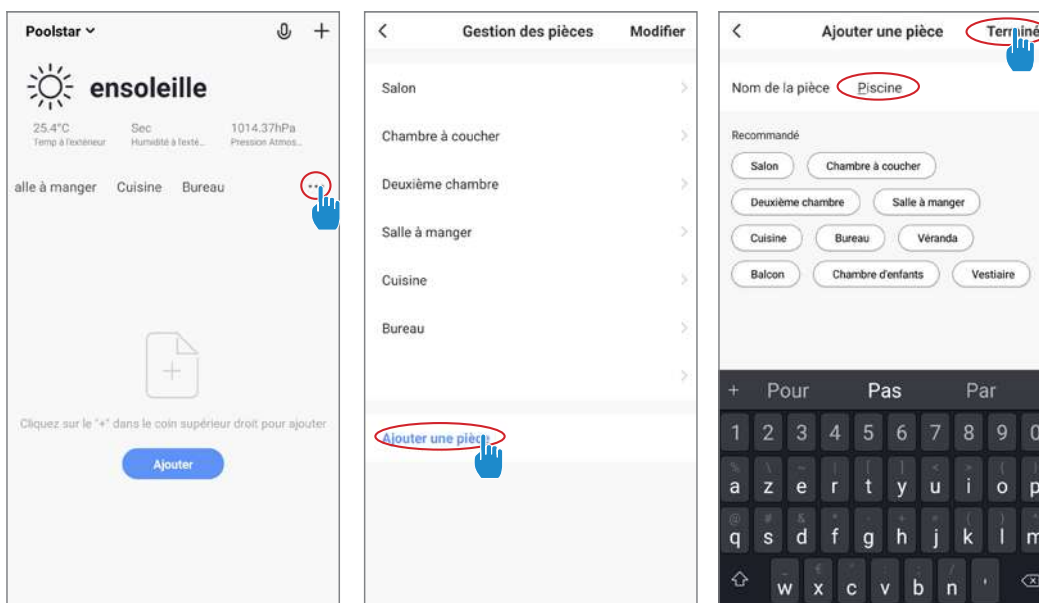 Poolstar
ensoleille
25.4°C Sec 1014.37hPa
Temp à l'extérieur Humidité à l'exté... Pression Atmos...
alle à manger Cuisine Bureau ...
Cliquez sur le "+" dans le coin supérieur droit pour ajouter
Ajouter
Gestion des pièces Modifier
Salon
Chambre à coucher
Deuxième chambre
Salle à manger
Cuisine
Bureau
Ajouter une pièce
Ajouter une pièce Terminé
Nom de la pièce Piscine
Recommandé
Salon Chambre à coucher
Deuxième chambre Salle à manger
Cuisine Bureau Véranda
Balcon Chambre d'enfants Vestiaire
+ Pour Pas Par
1 2 3 4 5 6 7 8 9 0
a z e r t y u i o p
q s d f g h j k l m
w x c v b n '